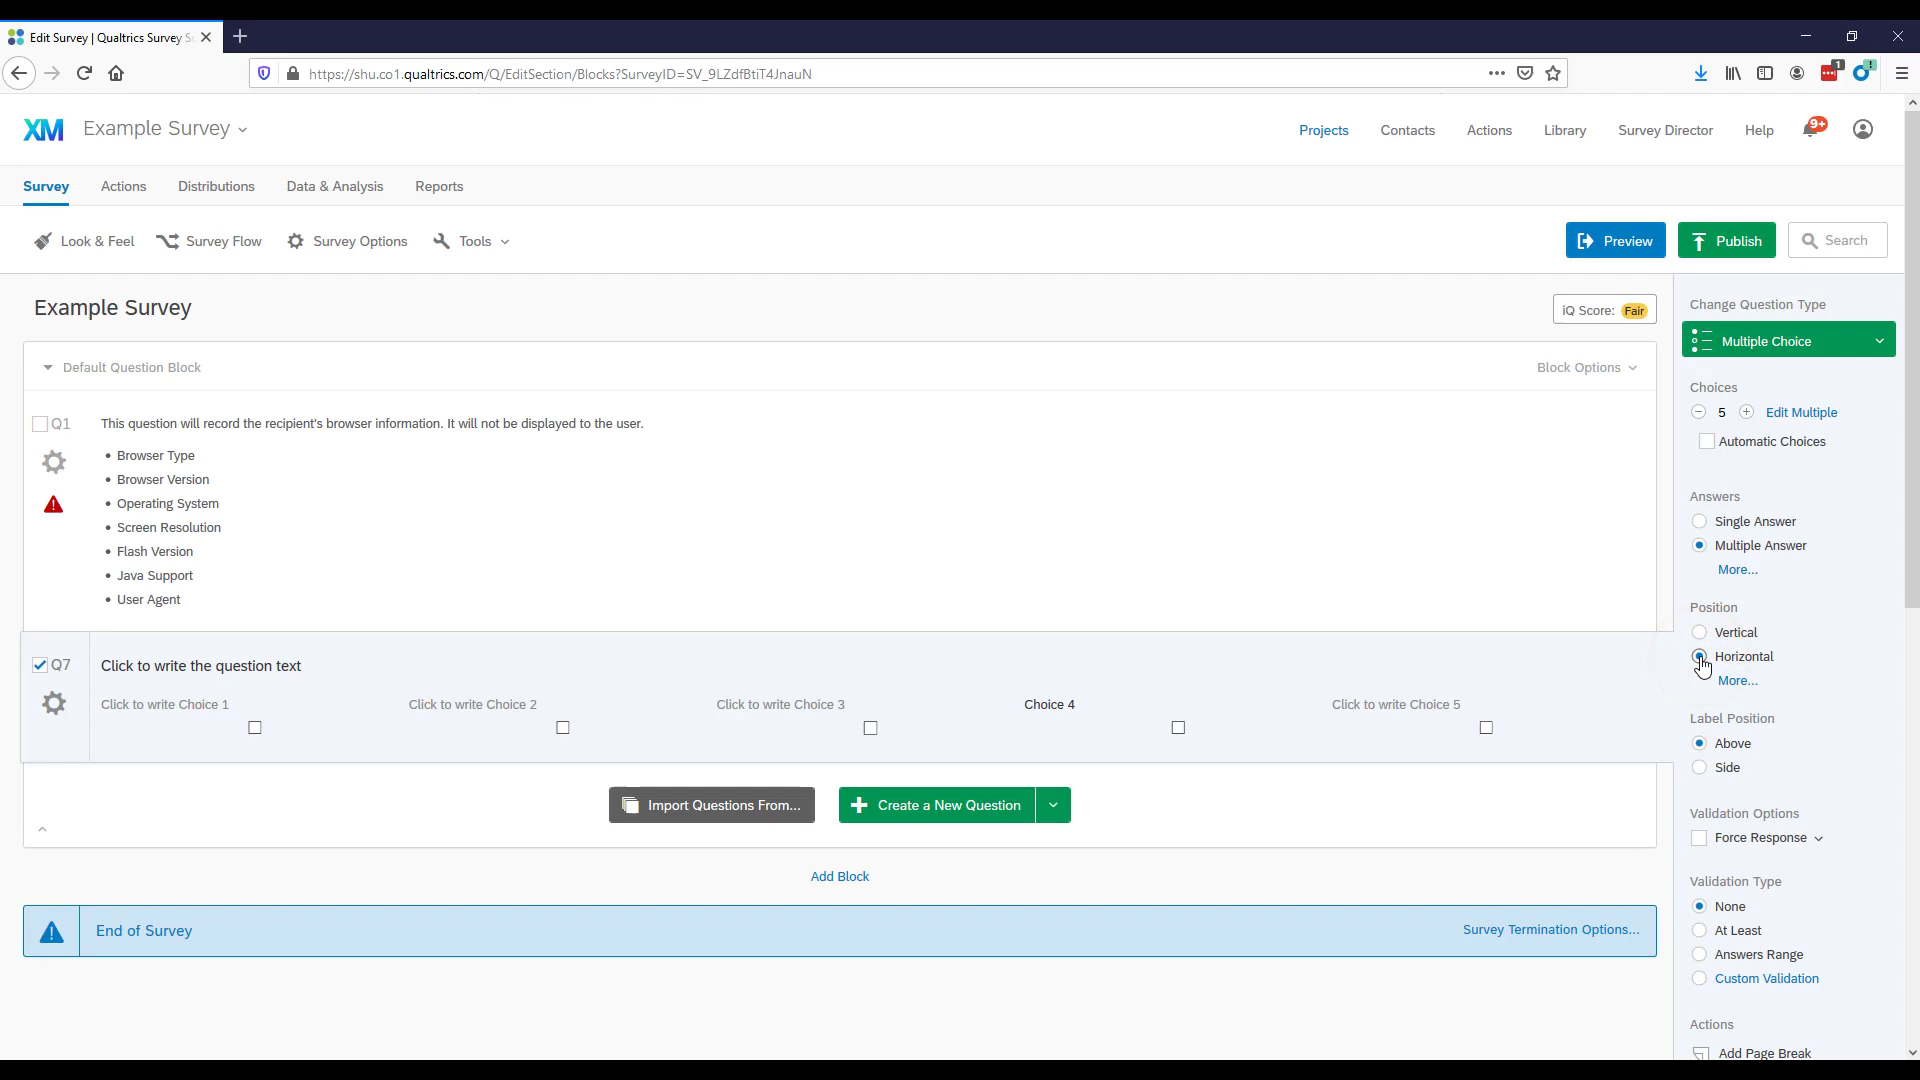 Edit Survey | Qualtrics Survey S
https://shu.co1.qualtrics.com/Q/EditSection/Blocks?SurveyID=SV_9LZdfBtiT4JnauN
1
!
XM
Example Survey
Projects
Contacts
Actions
Library
Survey Director
Help
9+
Survey
Actions
Distributions
Data & Analysis
Reports
Look & Feel
Survey Flow
Survey Options
Tools
Preview
Publish
Search
Example Survey
iQ Score: Fair
Default Question Block
Block Options
Q1
This question will record the recipient's browser information. It will not be displayed to the user.
• Browser Type
• Browser Version
• Operating System
• Screen Resolution
• Flash Version
• Java Support
• User Agent
Q7
Click to write the question text
Click to write Choice 1
Click to write Choice 2
Click to write Choice 3
Choice 4
Click to write Choice 5
Import Questions From...
Create a New Question
Add Block
End of Survey
Survey Termination Options...
Change Question Type
Multiple Choice
Choices
5
Edit Multiple
Automatic Choices
Answers
Single Answer
Multiple Answer
More...
Position
Vertical
Horizontal
More...
Label Position
Above
Side
Validation Options
Force Response
Validation Type
None
At Least
Answers Range
Custom Validation
Actions
Add Page Break